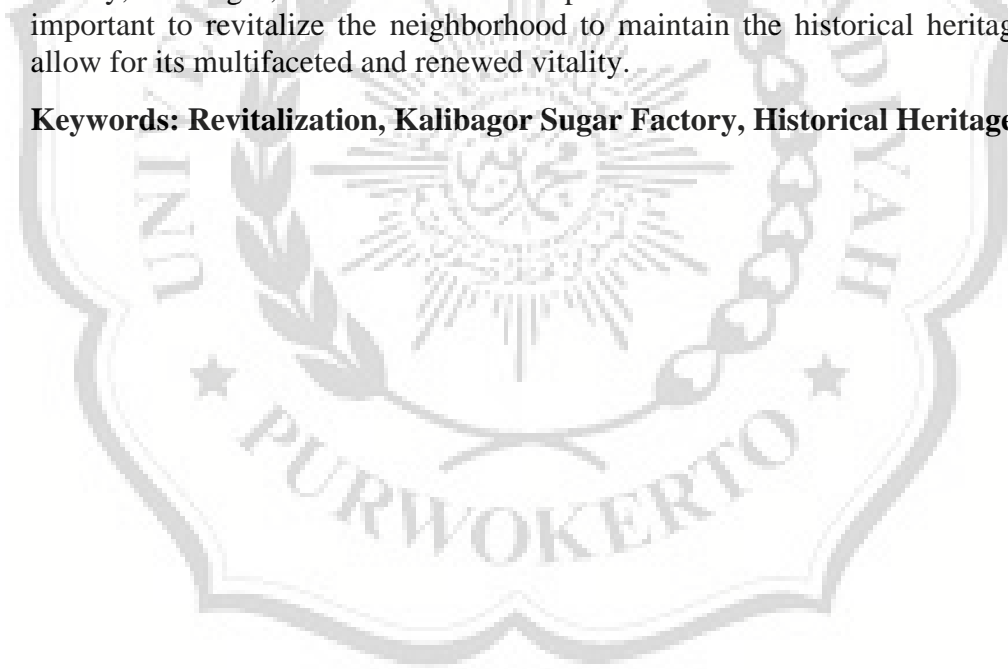 important to revitalize the neighborhood to maintain the historical heritag
allow for its multifaceted and renewed vitality.
Keywords: Revitalization, Kalibagor Sugar Factory, Historical Heritage
PURWOKERTO